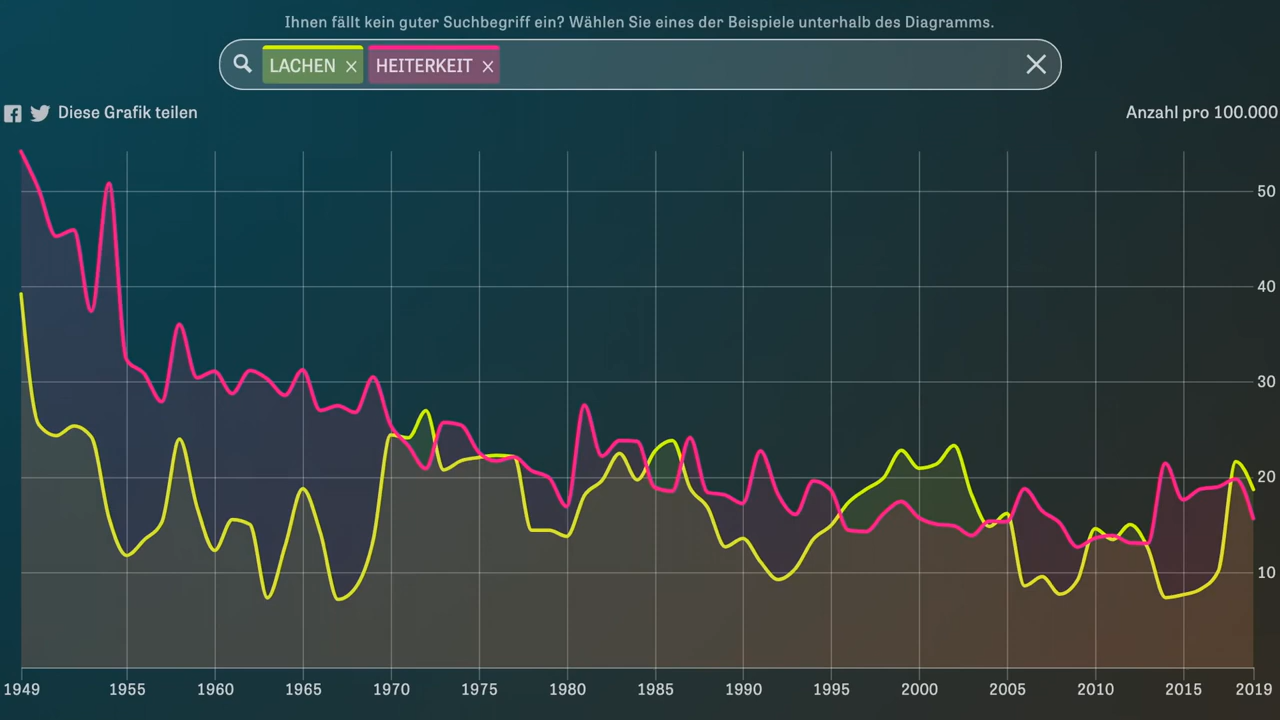 Ihnen fällt kein guter Suchbegriff ein? Wählen Sie eines der Beispiele unterhalb des Diagramms.
LACHEN × HEITERKEIT ×
Diese Grafik teilen
Anzahl pro 100.000
50
40
30
20
10
1949 1955 1960 1965 1970 1975 1980 1985 1990 1995 2000 2005 2010 2015 2019